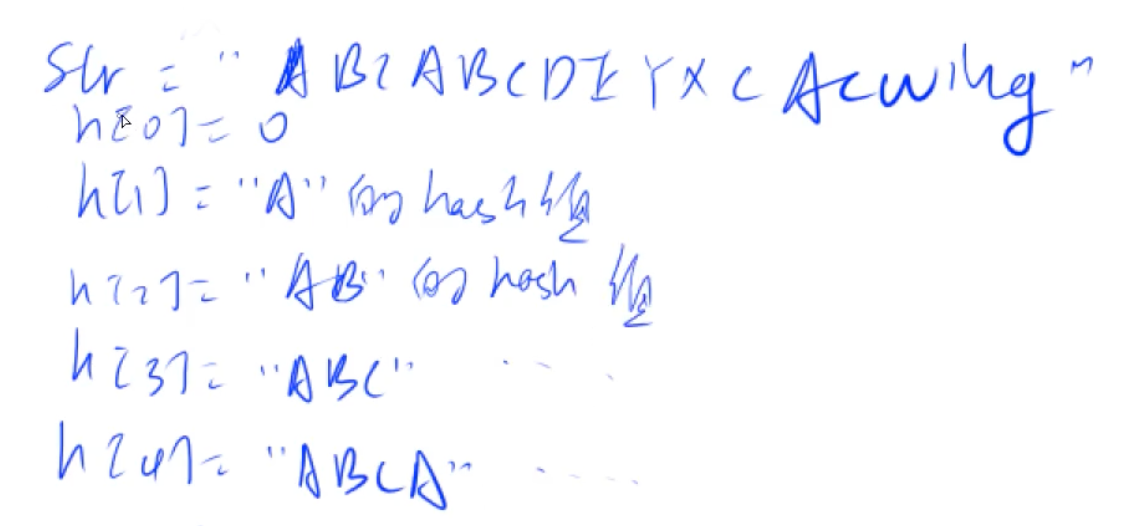 Str = "ABCABCDEYXCAcwing"
h[0] = 0
h[1] = "A" 的 hash 值
h[2] = "AB" 的 hash 值
h[3] = "ABC" ....
h[4] = "ABCA" .....